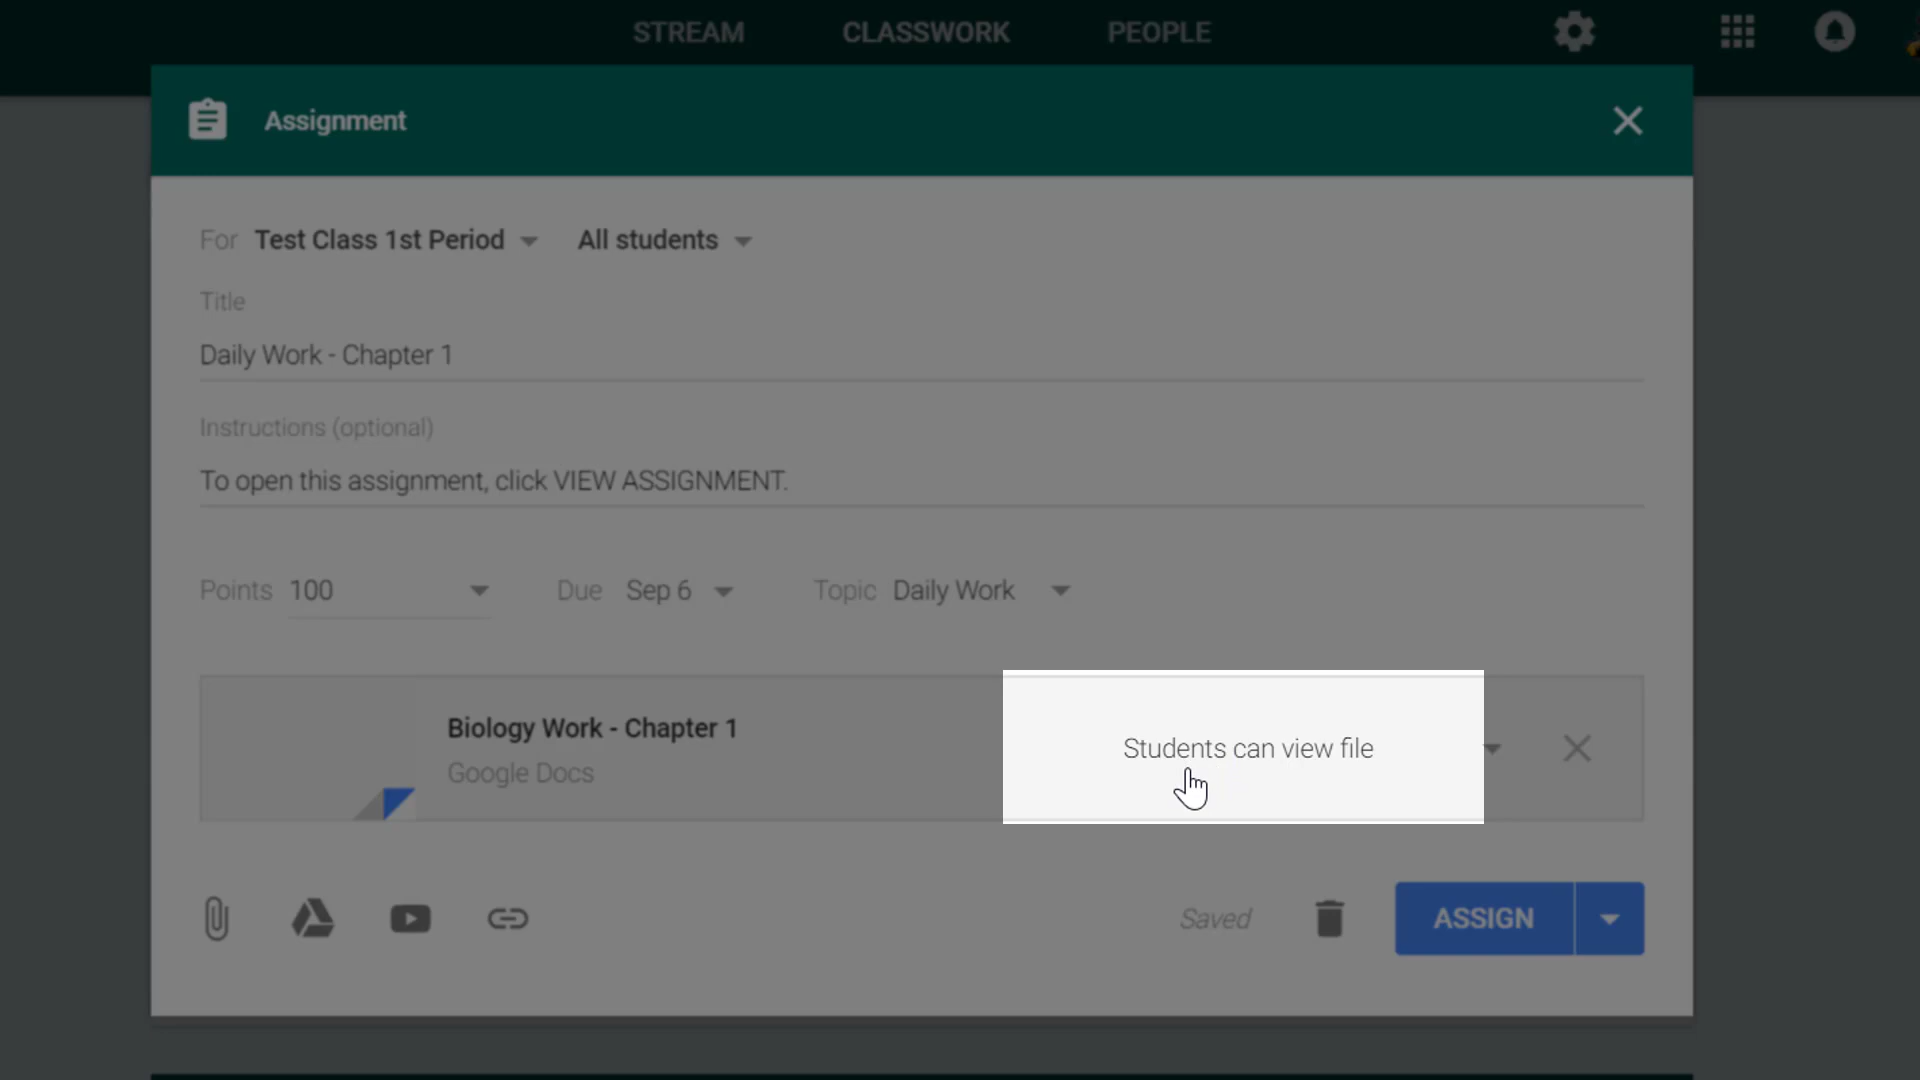 STREAM CLASSWORK PEOPLE
Assignment
For Test Class 1st Period All students
Title
Daily Work - Chapter 1
Instructions (optional)
To open this assignment, click VIEW ASSIGNMENT.
Points 100 Due Sep 6 Topic Daily Work
Biology Work - Chapter 1
Google Docs
Students can view file
Saved ASSIGN